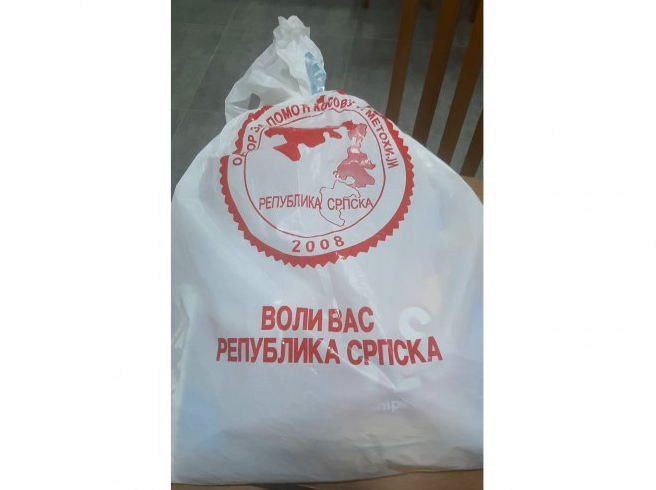 ОДБОР ЗА ПОМОЋ КОСОВУ И МЕТОХИЈИ
РЕПУБЛИКА СРПСКА
2008
ВОЛИ ВАС
РЕПУБЛИКА СРПСКА